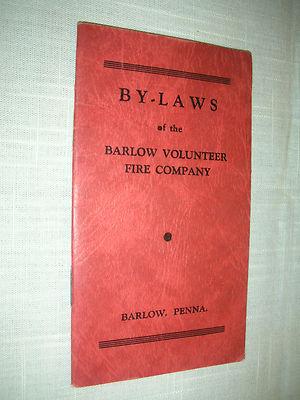 BY-LAWS
of the
BARLOW VOLUNTEER
FIRE COMPANY
BARLOW, PENNA.